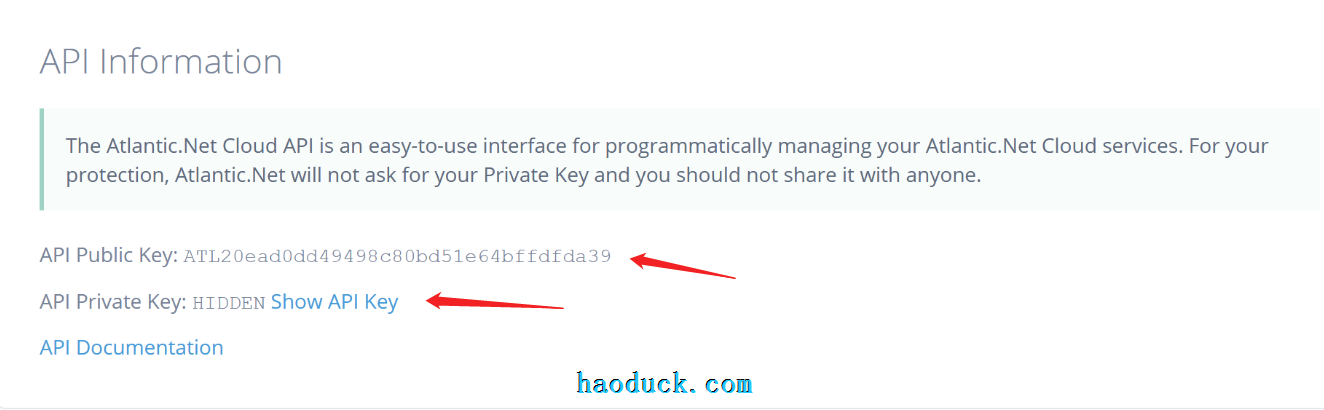 API Information
The Atlantic.Net Cloud API is an easy-to-use interface for programmatically managing your Atlantic.Net Cloud services. For your
protection, Atlantic.Net will not ask for your Private Key and you should not share it with anyone.
API Public Key: ATL20ead0dd49498c80bd51e64bffdfda39
API Private Key: HIDDEN Show API Key
API Documentation
haoduck.com